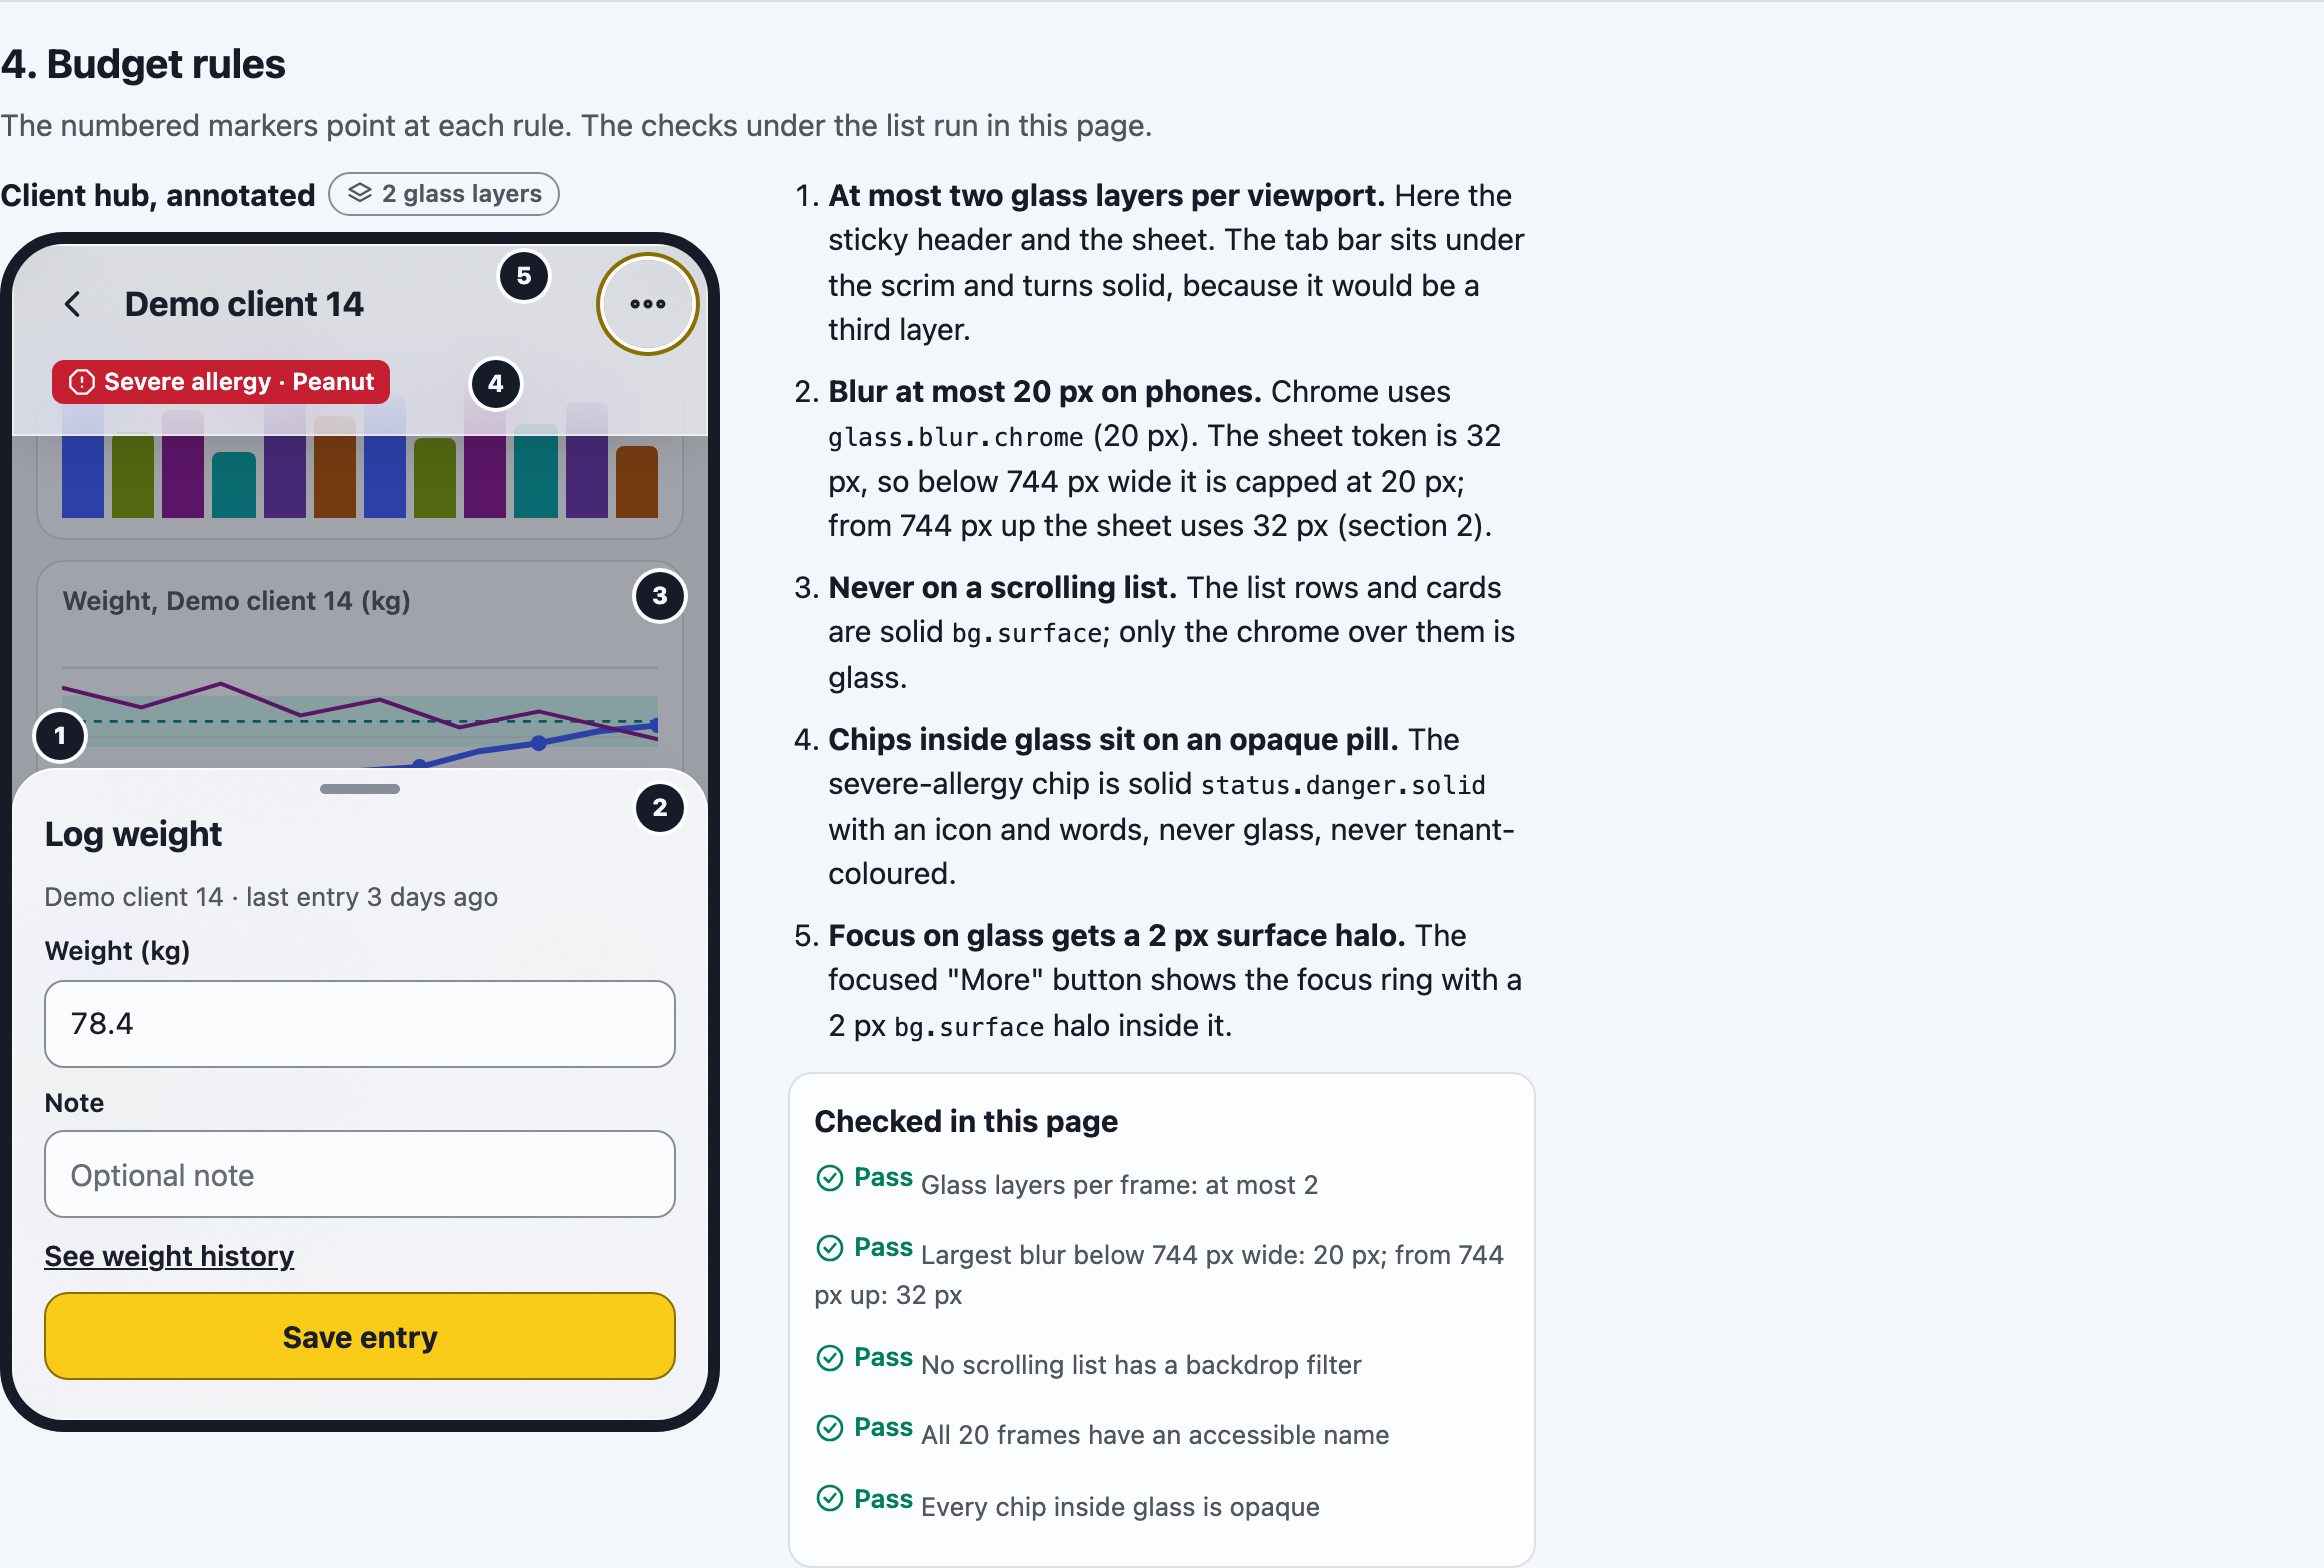 4. Budget rules
The numbered markers point at each rule. The checks under the list run in this page.
Client hub, annotated
2 glass layers
Demo client 14
5
Severe allergy · Peanut
4
Weight, Demo client 14 (kg)
3
1
2
Log weight
Demo client 14 · last entry 3 days ago
Weight (kg)
78.4
Note
Optional note
See weight history
Save entry
1. At most two glass layers per viewport. Here the
sticky header and the sheet. The tab bar sits under
the scrim and turns solid, because it would be a
third layer.
2. Blur at most 20 px on phones. Chrome uses
glass.blur.chrome (20 px). The sheet token is 32
px, so below 744 px wide it is capped at 20 px;
from 744 px up the sheet uses 32 px (section 2).
3. Never on a scrolling list. The list rows and cards
are solid bg.surface; only the chrome over them is
glass.
4. Chips inside glass sit on an opaque pill. The
severe-allergy chip is solid status.danger.solid
with an icon and words, never glass, never tenant-
coloured.
5. Focus on glass gets a 2 px surface halo. The
focused "More" button shows the focus ring with a
2 px bg.surface halo inside it.
Checked in this page
Pass Glass layers per frame: at most 2
Pass Largest blur below 744 px wide: 20 px; from 744
px up: 32 px
Pass No scrolling list has a backdrop filter
Pass All 20 frames have an accessible name
Pass Every chip inside glass is opaque